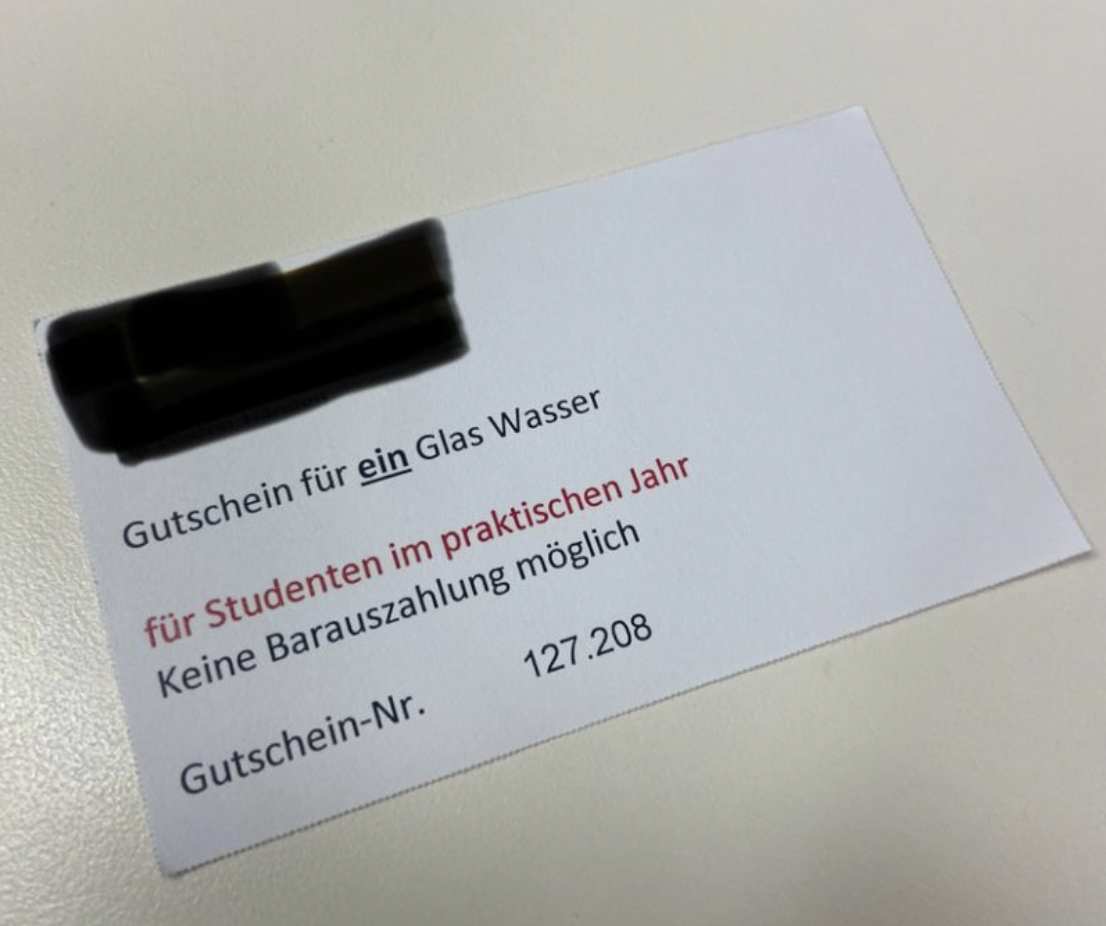 Gutschein für ein Glas Wasser
für Studenten im praktischen Jahr
Keine Barauszahlung möglich
Gutschein-Nr. 127.208